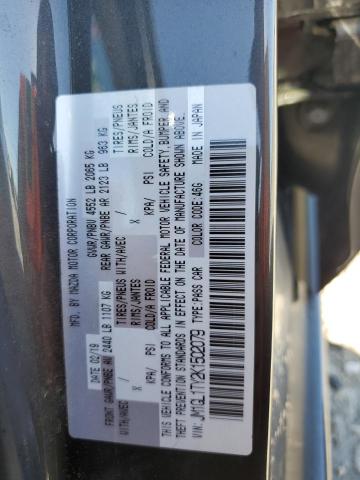 MFD. BY MAZDA MOTOR CORPORATION
DATE 02/19 GVWR/PNBV 4552 LB 2065 KG
FRONT GAWR/PNBE AV 2440 LB 1107 KG REAR GAWR/PNBE AR 2123 LB 963 KG
WITH/AVEC / TIRES/PNEUS WITH/AVEC / TIRES/PNEUS
X RIMS/JANTES X RIMS/JANTES
KPA/ PSI COLD/A FROID KPA/ PSI COLD/A FROID
THIS VEHICLE CONFORMS TO ALL APPLICABLE FEDERAL MOTOR VEHICLE SAFETY,BUMPER AND
THEFT PREVENTION STANDARDS IN EFFECT ON THE DATE OF MANUFACTURE SHOWN ABOVE.
JM1GL1TY2K1502079 TYPE:PASS CAR COLOR CODE:46G MADE IN JAPAN